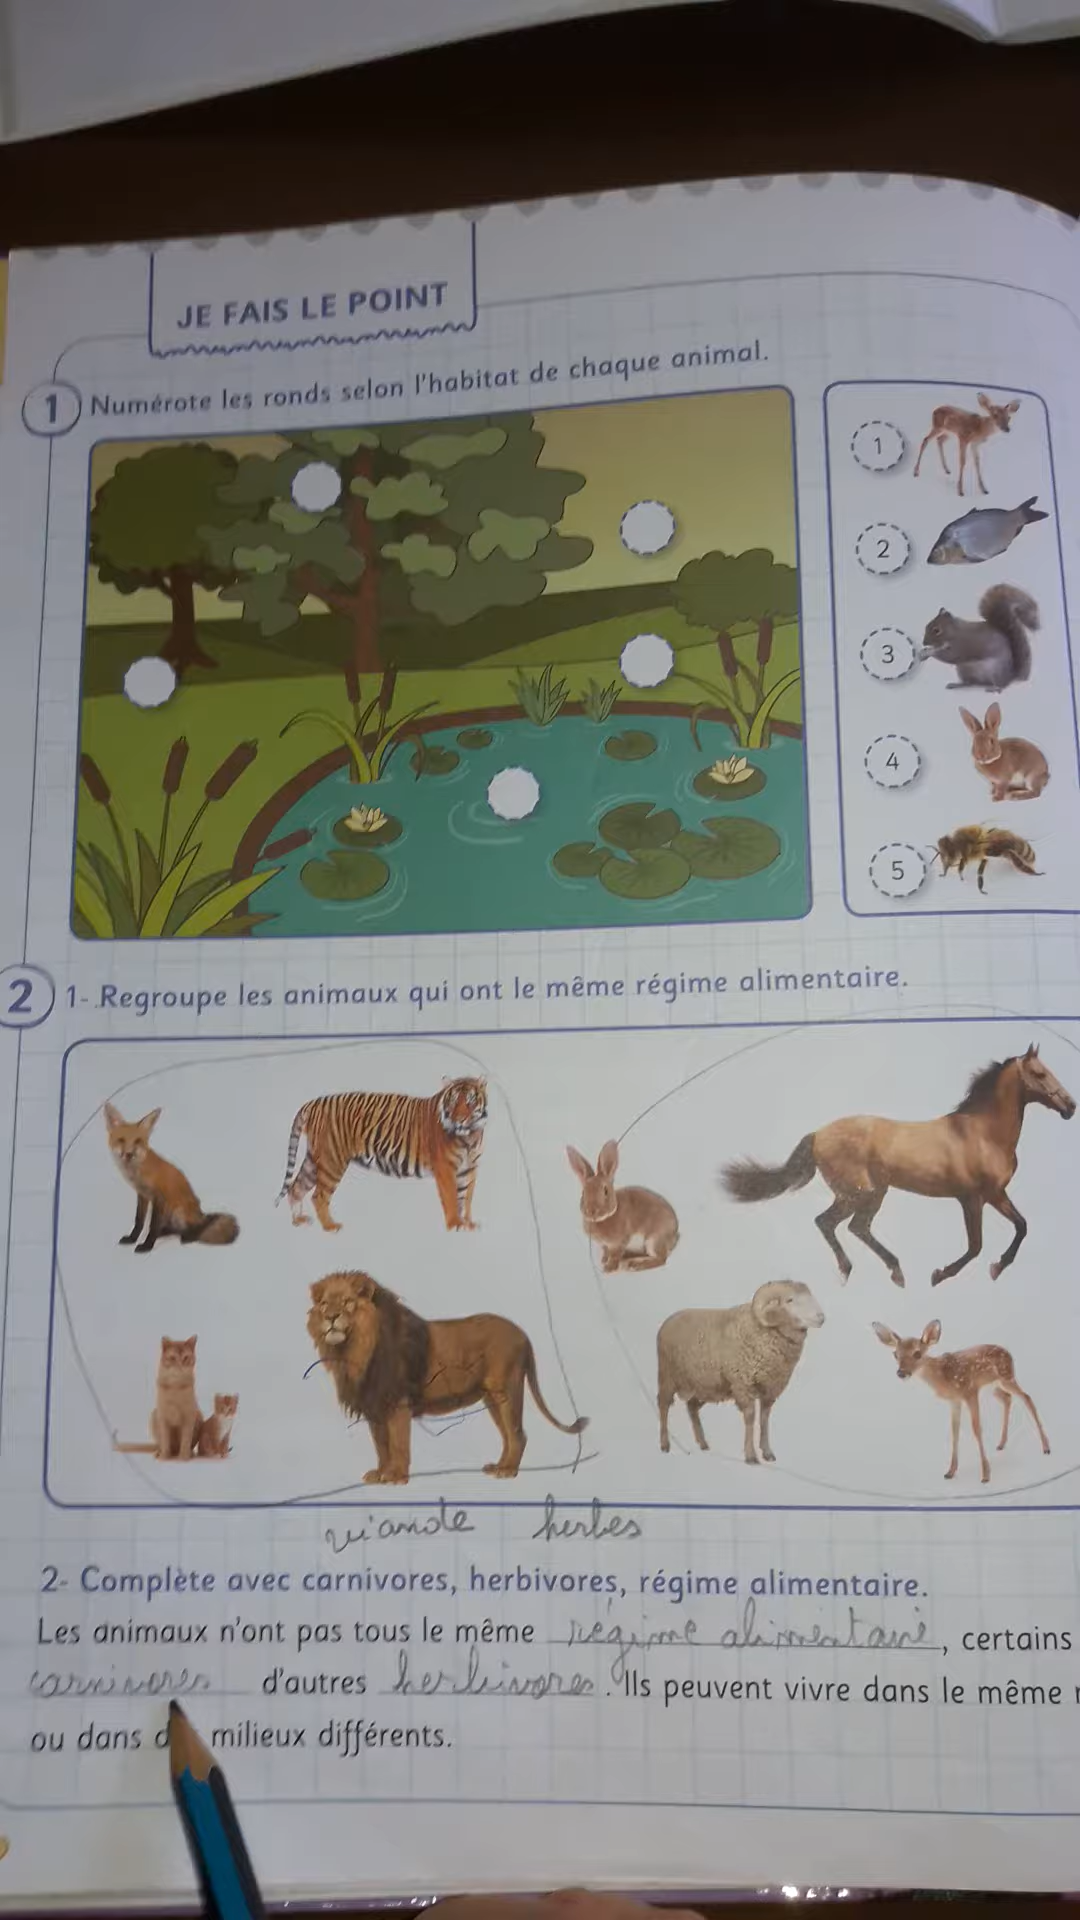 JE FAIS LE POINT
1 Numérote les ronds selon l'habitat de chaque animal.
1
2
3
4
5
2 1- Regroupe les animaux qui ont le même régime alimentaire.
viande herbes
2- Complète avec carnivores, herbivores, régime alimentaire.
Les animaux n'ont pas tous le même régime alimentaire, certains
carnivores d'autres herbivores. Ils peuvent vivre dans le même
ou dans milieux différents.